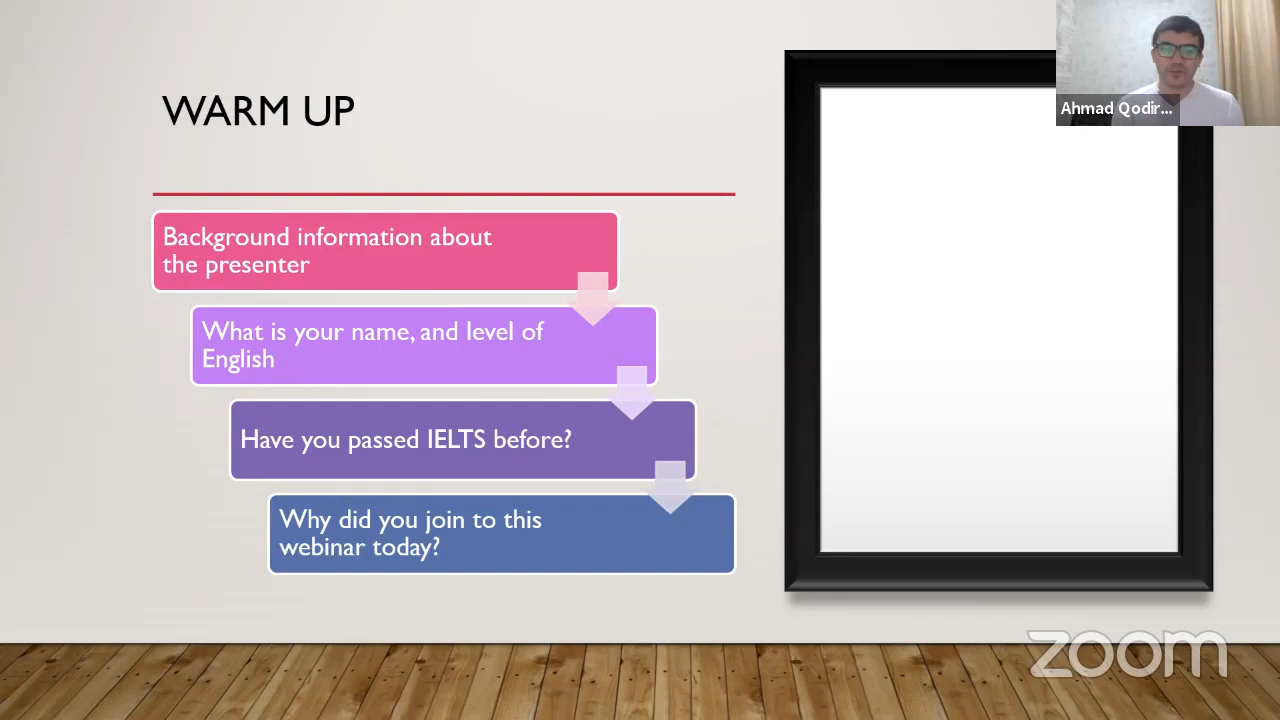 WARM UP
Background information about
the presenter
What is your name, and level of
English
Have you passed IELTS before?
Why did you join to this
webinar today?
Ahmad Qodir...
zoom